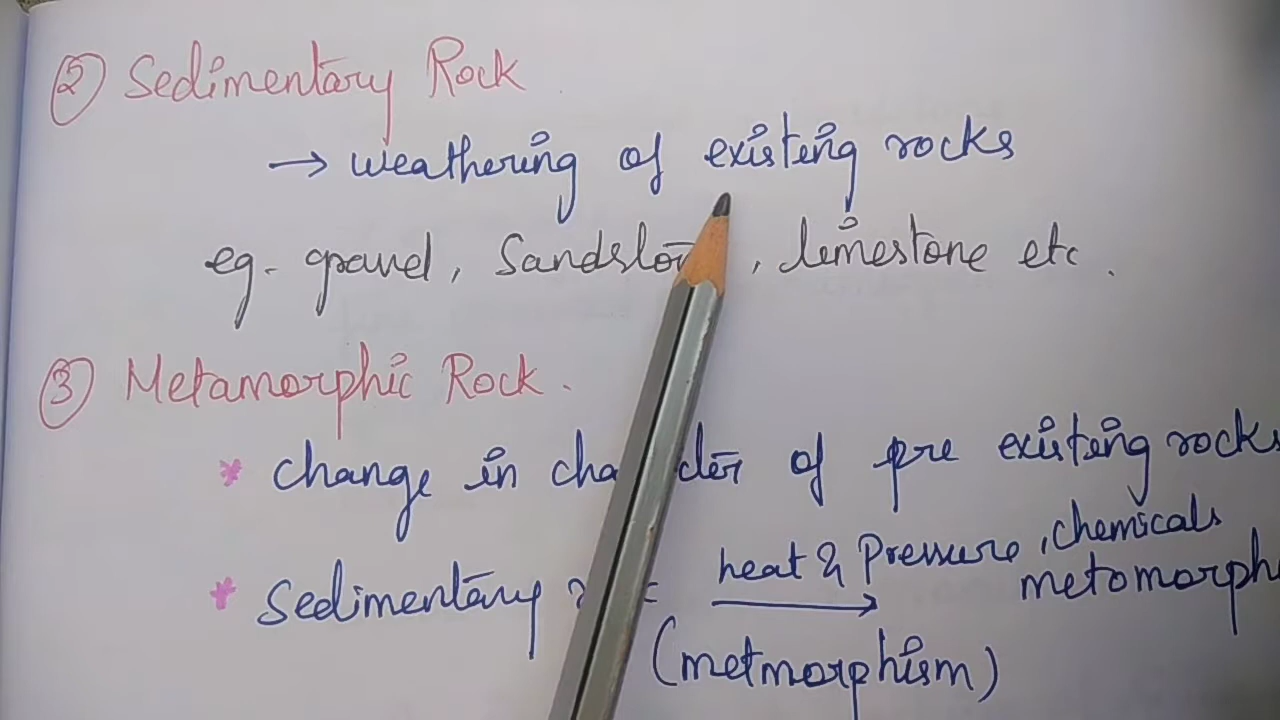 ② Sedimentary Rock
→ weathering of existing rocks
eg. gravel, Sandsto , limestone etc.
③ Metamorphic Rock.
* change in cha cter of pre existing rocks
* Sedimentary heat & Pressure, chemicals → metomorph
(metmorphism)